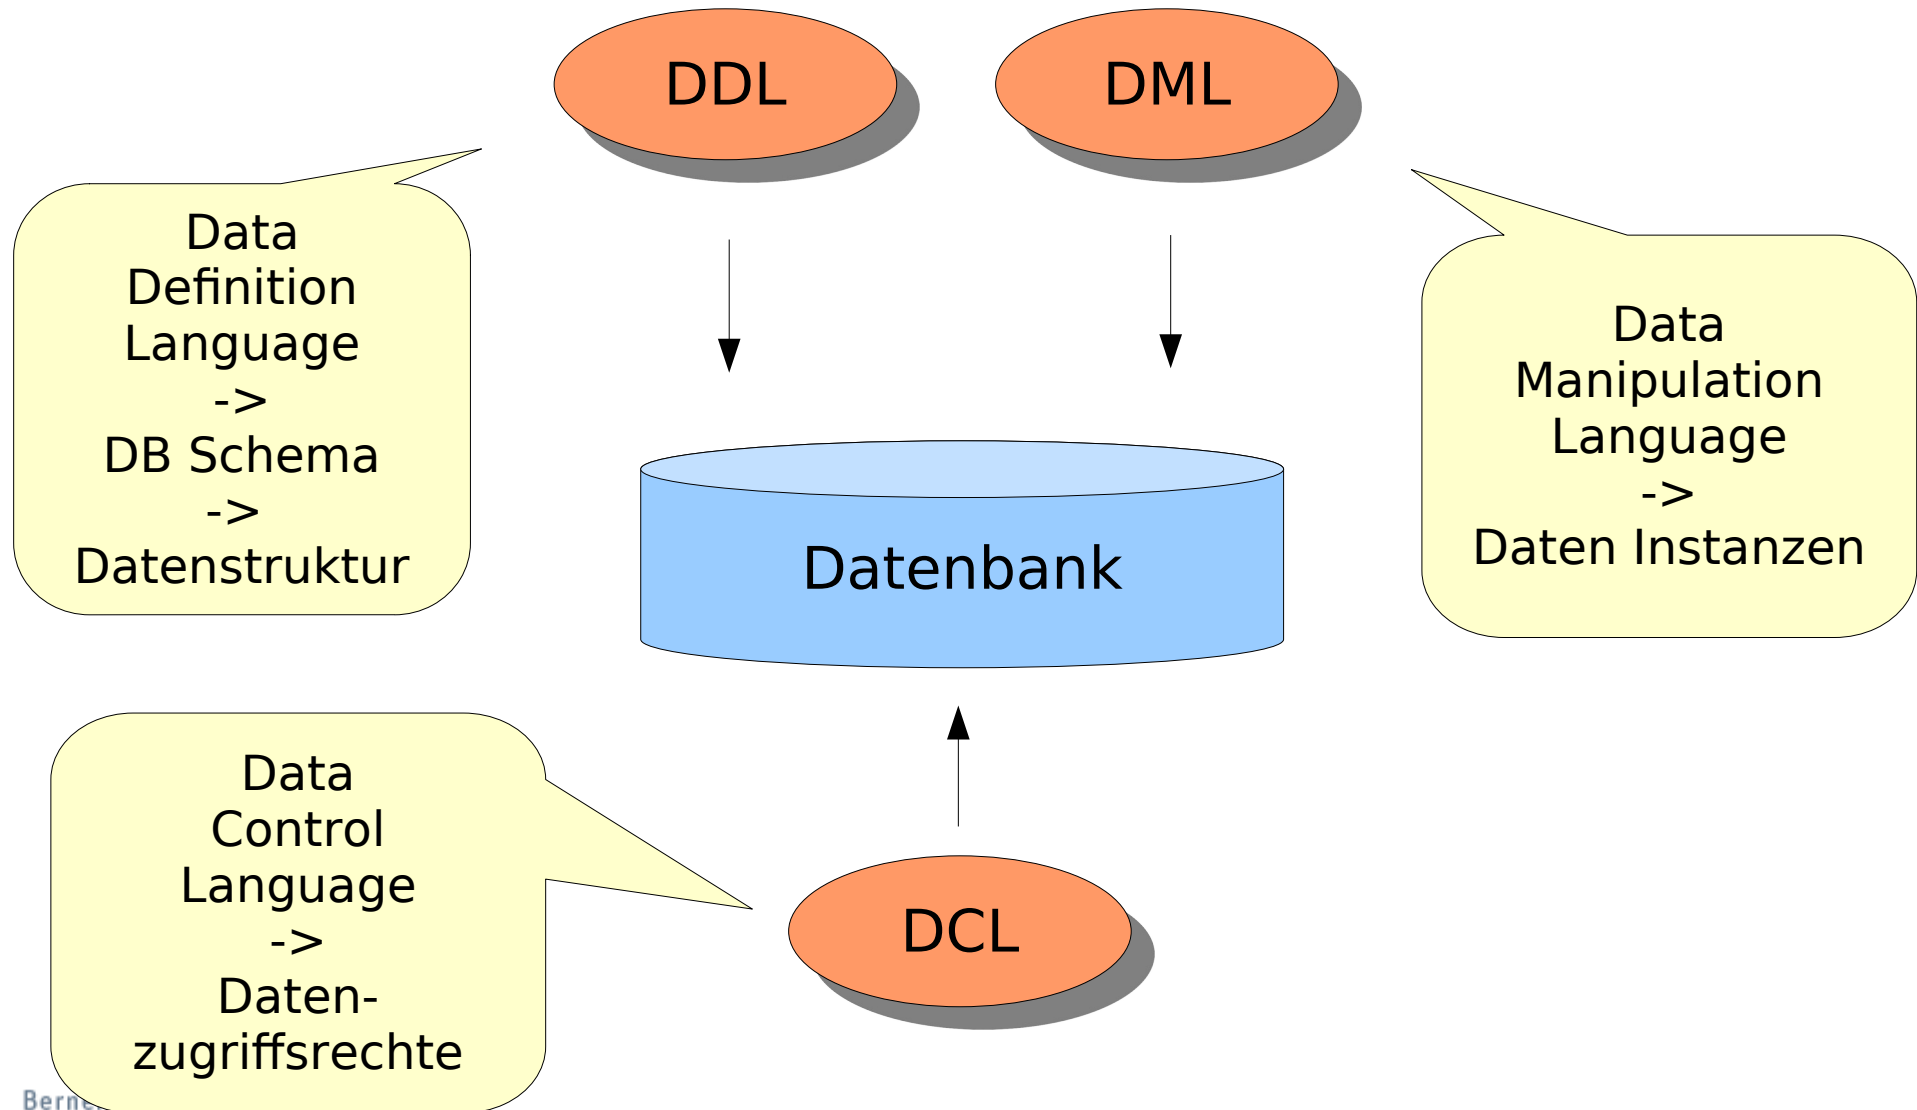 DDL
DML
Data
Definition
Language
->
DB Schema
->
Datenstruktur
Data
Manipulation
Language
->
Daten Instanzen
Datenbank
Data
Control
Language
->
Daten-
zugriffsrechte
DCL